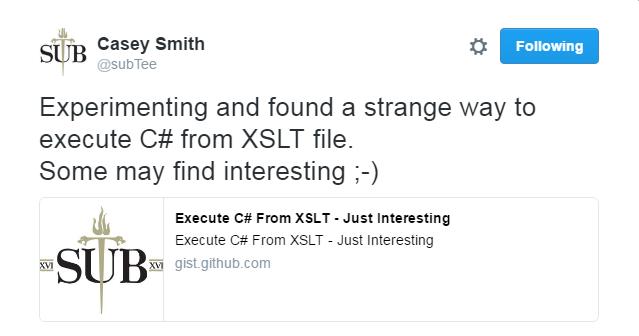 SUB
Casey Smith
@subTee
Following
Experimenting and found a strange way to
execute C# from XSLT file.
Some may find interesting ;-)
XVI SUB XVI
Execute C# From XSLT - Just Interesting
Execute C# From XSLT - Just Interesting
gist.github.com